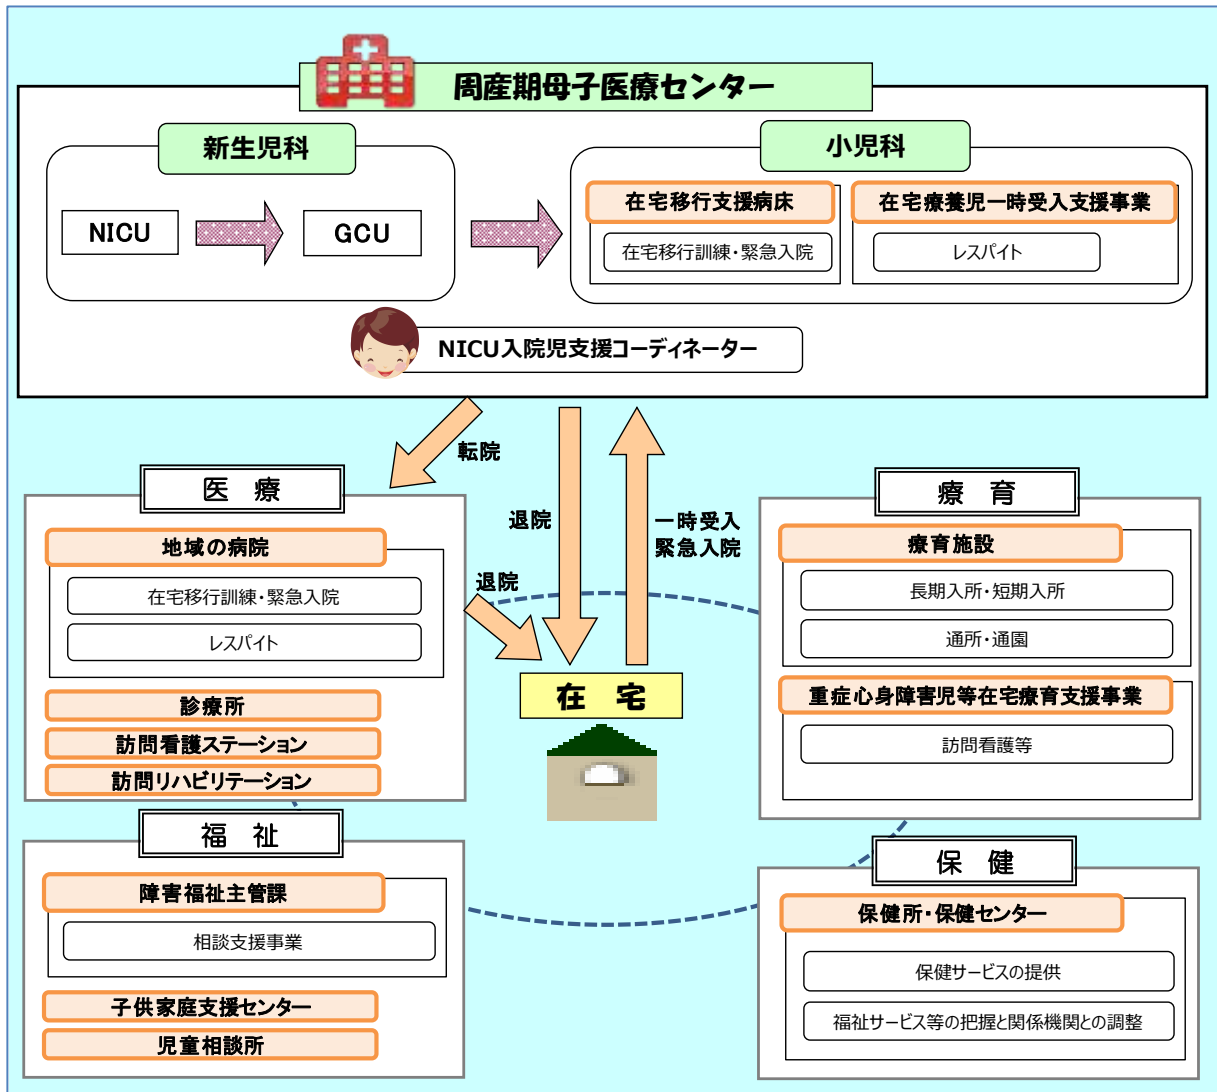 周産期母子医療センター
新生児科
NICU
GCU
小児科
在宅移行支援病床
在宅移行訓練・緊急入院
在宅療養児一時受入支援事業
レスパイト
NICU入院児支援コーディネーター
転院
退院
一時受入
緊急入院
退院
医 療
地域の病院
在宅移行訓練・緊急入院
レスパイト
診療所
訪問看護ステーション
訪問リハビリテーション
在 宅
療 育
療育施設
長期入所・短期入所
通所・通園
重症心身障害児等在宅療育支援事業
訪問看護等
福 祉
障害福祉主管課
相談支援事業
子供家庭支援センター
児童相談所
保 健
保健所・保健センター
保健サービスの提供
福祉サービス等の把握と関係機関との調整